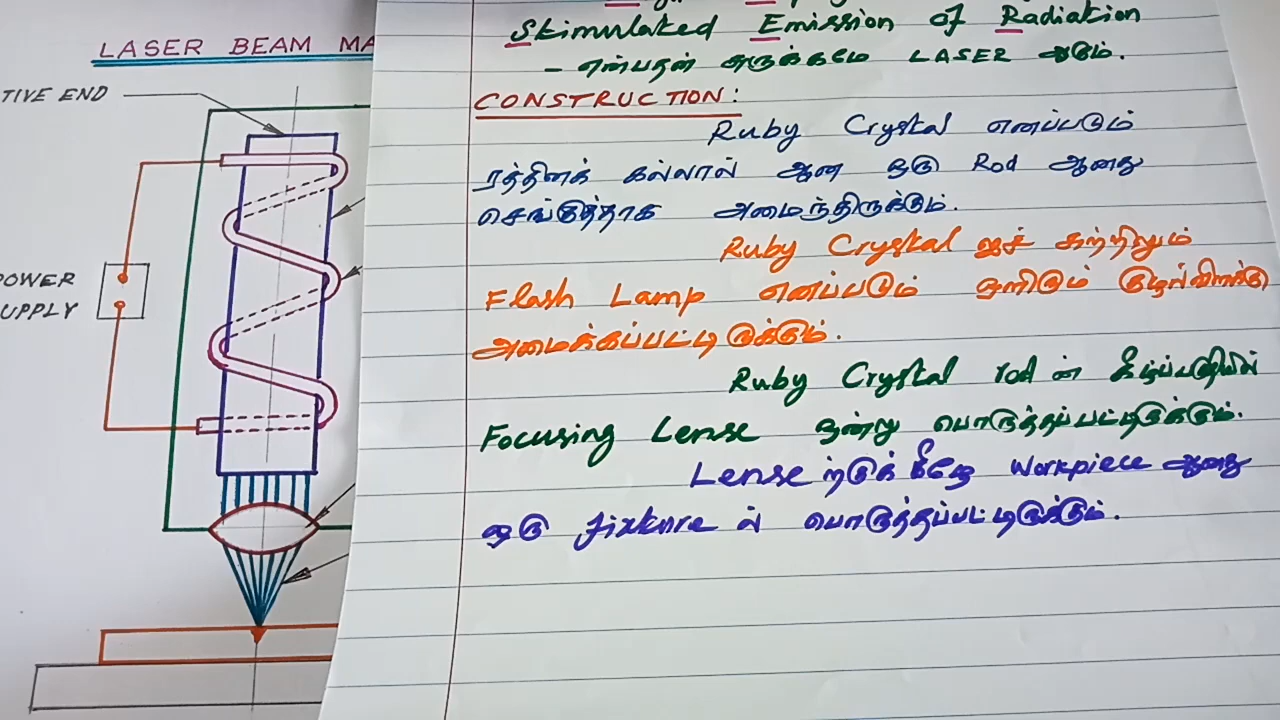 LASER BEAM MA
TIVE END
POWER
UPPLY
Stimulated Emission of Radiation
- என்பதன் சுருக்கமே LASER ஆகும்.
CONSTRUCTION:
Ruby Crystal எனப்படும்
ரத்தினக் கல்லால் ஆன ஒரு Rod ஆனது
செங்குத்தாக அமைந்திருக்கும்.
Ruby Crystal ஐச் சுற்றிலும்
Flash Lamp எனப்படும் ஒளிடும் குழல்விளக்கு
அமைக்கப்பட்டிருக்கும்.
Ruby Crystal rod ன் கீழ்ப்பகுதியில்
Focusing Lense ஒன்று பொருத்தப்பட்டிருக்கும்.
Lense ற்குக் கீழே Workpiece ஆனது
ஒரு fixture ல் பொருத்தப்பட்டிருக்கும்.